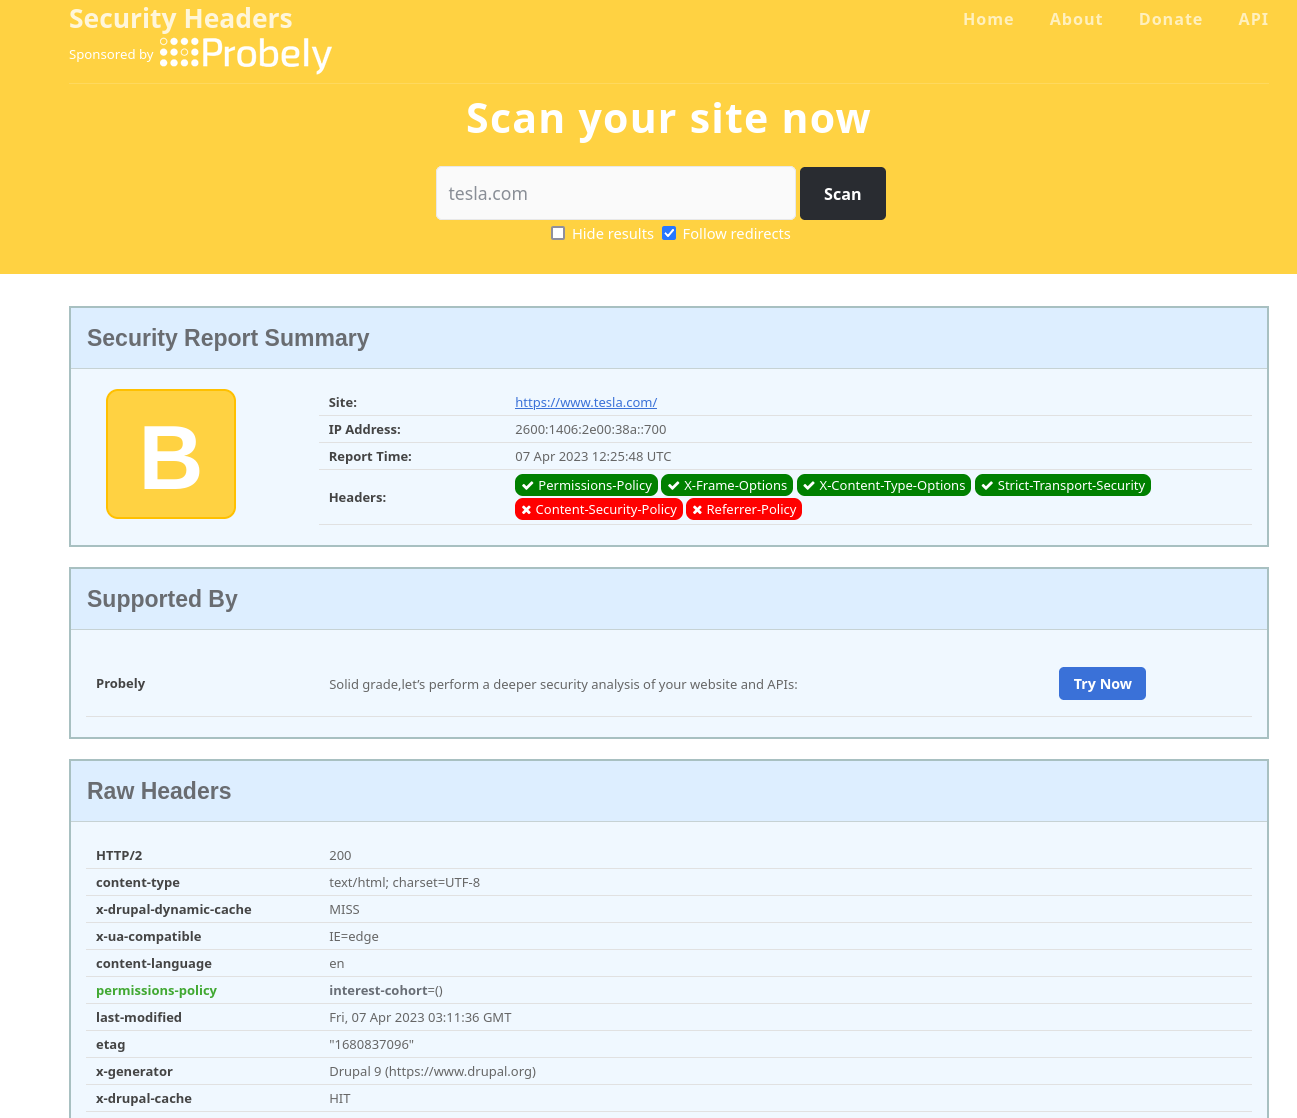 Security Headers
Home About Donate API
Sponsored by Probely
Scan your site now
tesla.com Scan
Hide results Follow redirects
Security Report Summary
B
Site: https://www.tesla.com/
IP Address: 2600:1406:2e00:38a::700
Report Time: 07 Apr 2023 12:25:48 UTC
Headers: Permissions-Policy X-Frame-Options X-Content-Type-Options Strict-Transport-Security
Content-Security-Policy Referrer-Policy
Supported By
Probely Solid grade,let’s perform a deeper security analysis of your website and APIs: Try Now
Raw Headers
HTTP/2 200
content-type text/html; charset=UTF-8
x-drupal-dynamic-cache MISS
x-ua-compatible IE=edge
content-language en
permissions-policy interest-cohort=()
last-modified Fri, 07 Apr 2023 03:11:36 GMT
etag "1680837096"
x-generator Drupal 9 (https://www.drupal.org)
x-drupal-cache HIT